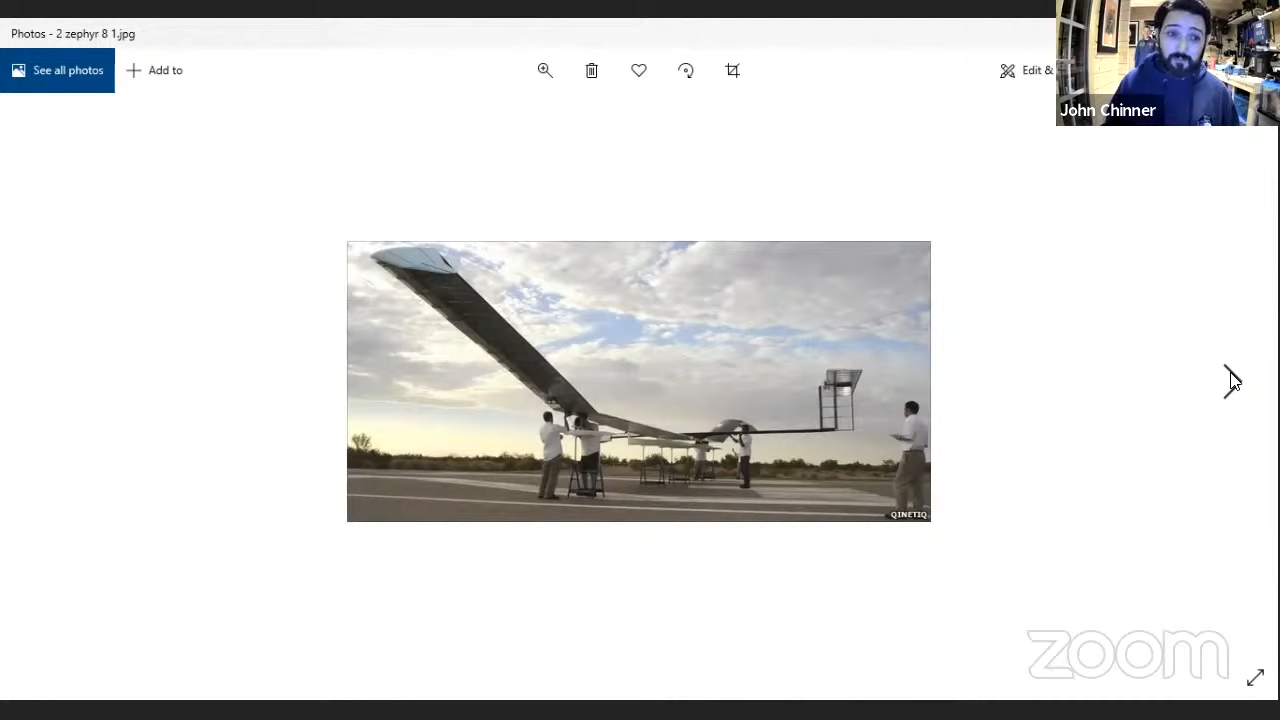 Photos - 2 zephyr 8 1.jpg
See all photos
Add to
Edit &
John Chinner
QINETIQ
zoom